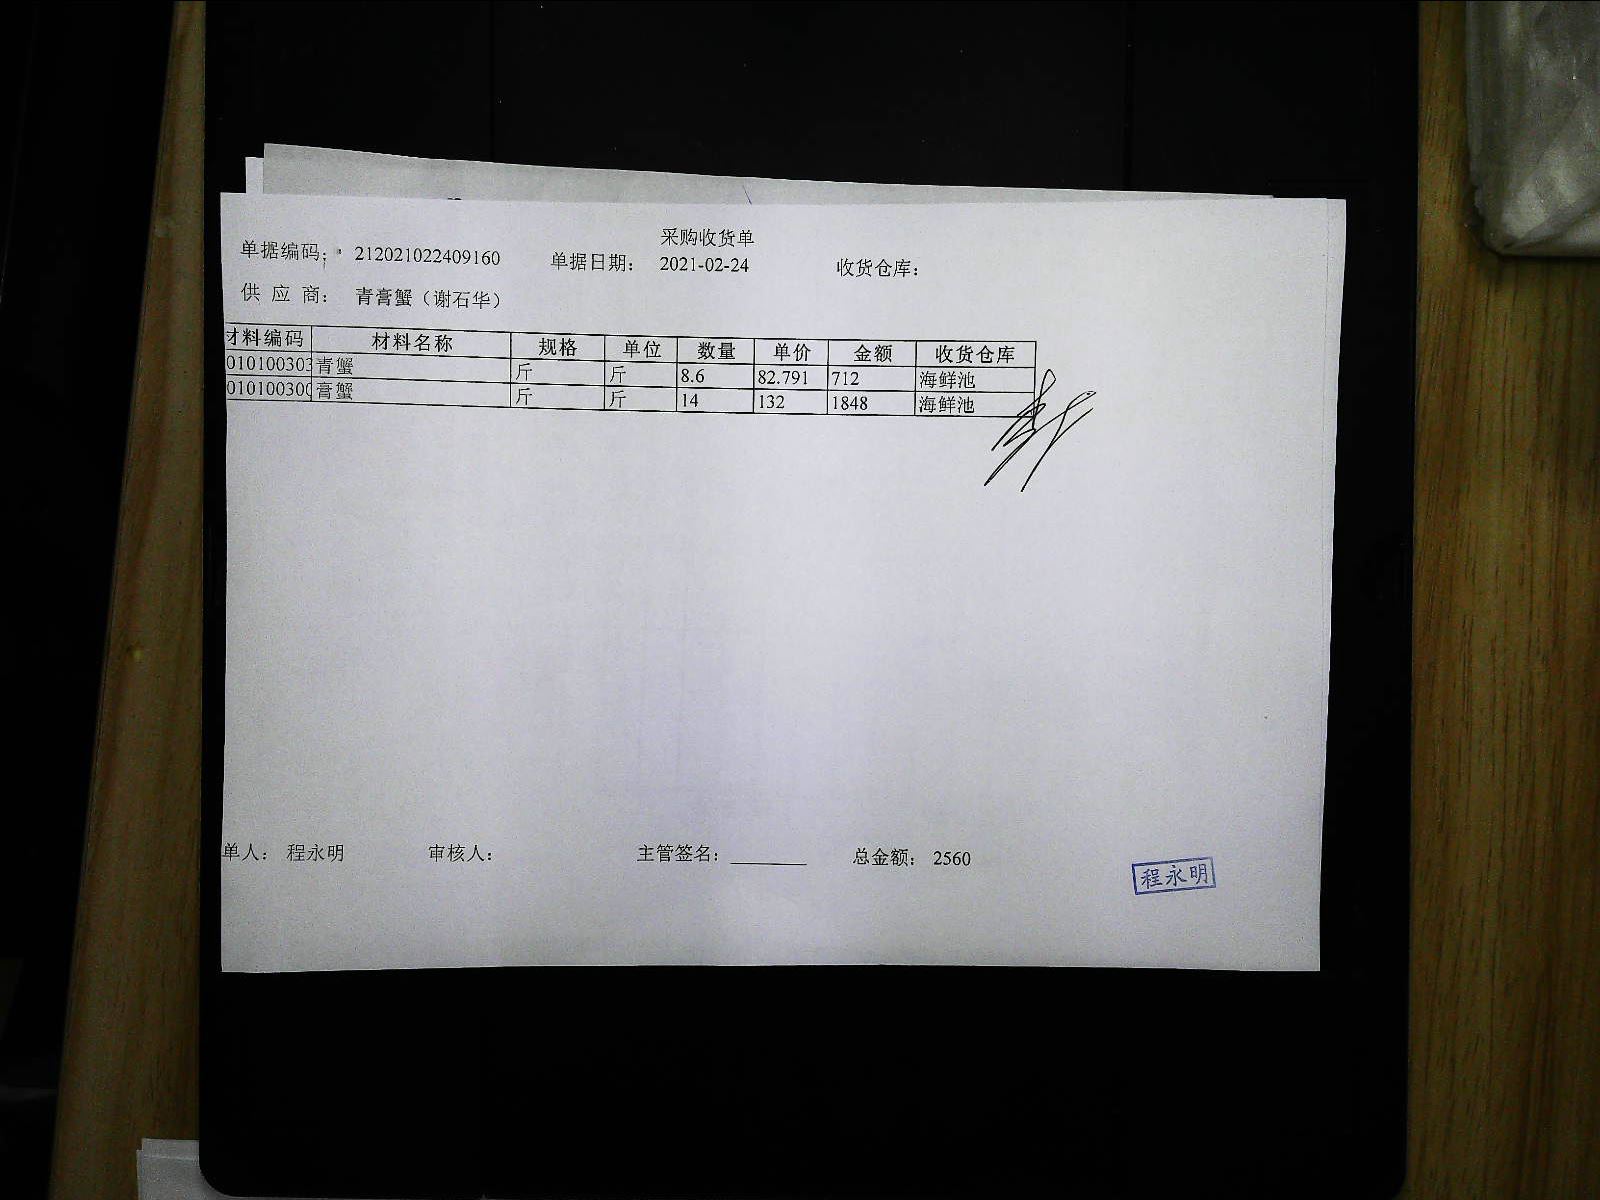 采购收货单
单据编码： 212021022409160 单据日期： 2021-02-24 收货仓库：
供应商： 青膏蟹（谢石华）
材料编码 材料名称 规格 单位 数量 单价 金额 收货仓库
010100303 青蟹 斤 斤 8.6 82.791 712 海鲜池
010100300 膏蟹 斤 斤 14 132 1848 海鲜池
单人： 程永明 审核人： 主管签名： ________ 总金额： 2560
程永明